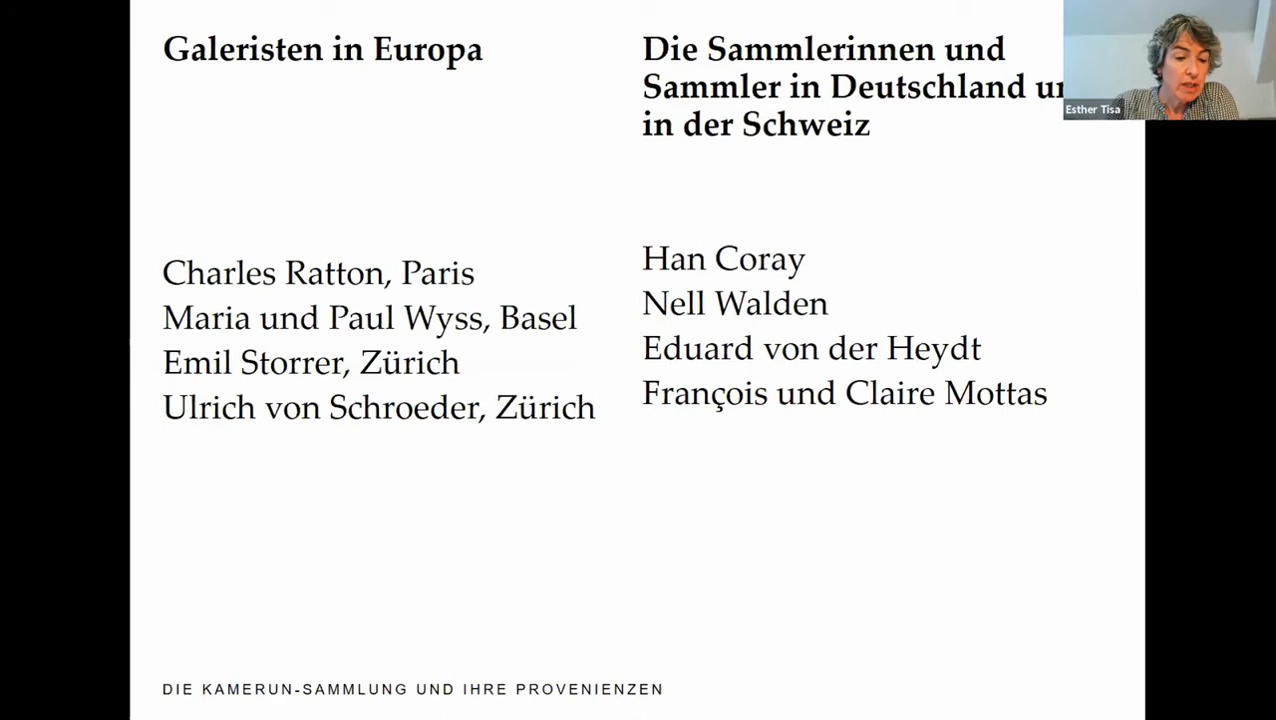 Galeristen in Europa
Charles Ratton, Paris
Maria und Paul Wyss, Basel
Emil Storrer, Zürich
Ulrich von Schroeder, Zürich
Die Sammlerinnen und
Sammler in Deutschland
in der Schweiz
Han Coray
Nell Walden
Eduard von der Heydt
François und Claire Mottas
Esther Tisa
DIE KAMERUN-SAMMLUNG UND IHRE PROVENIENZEN